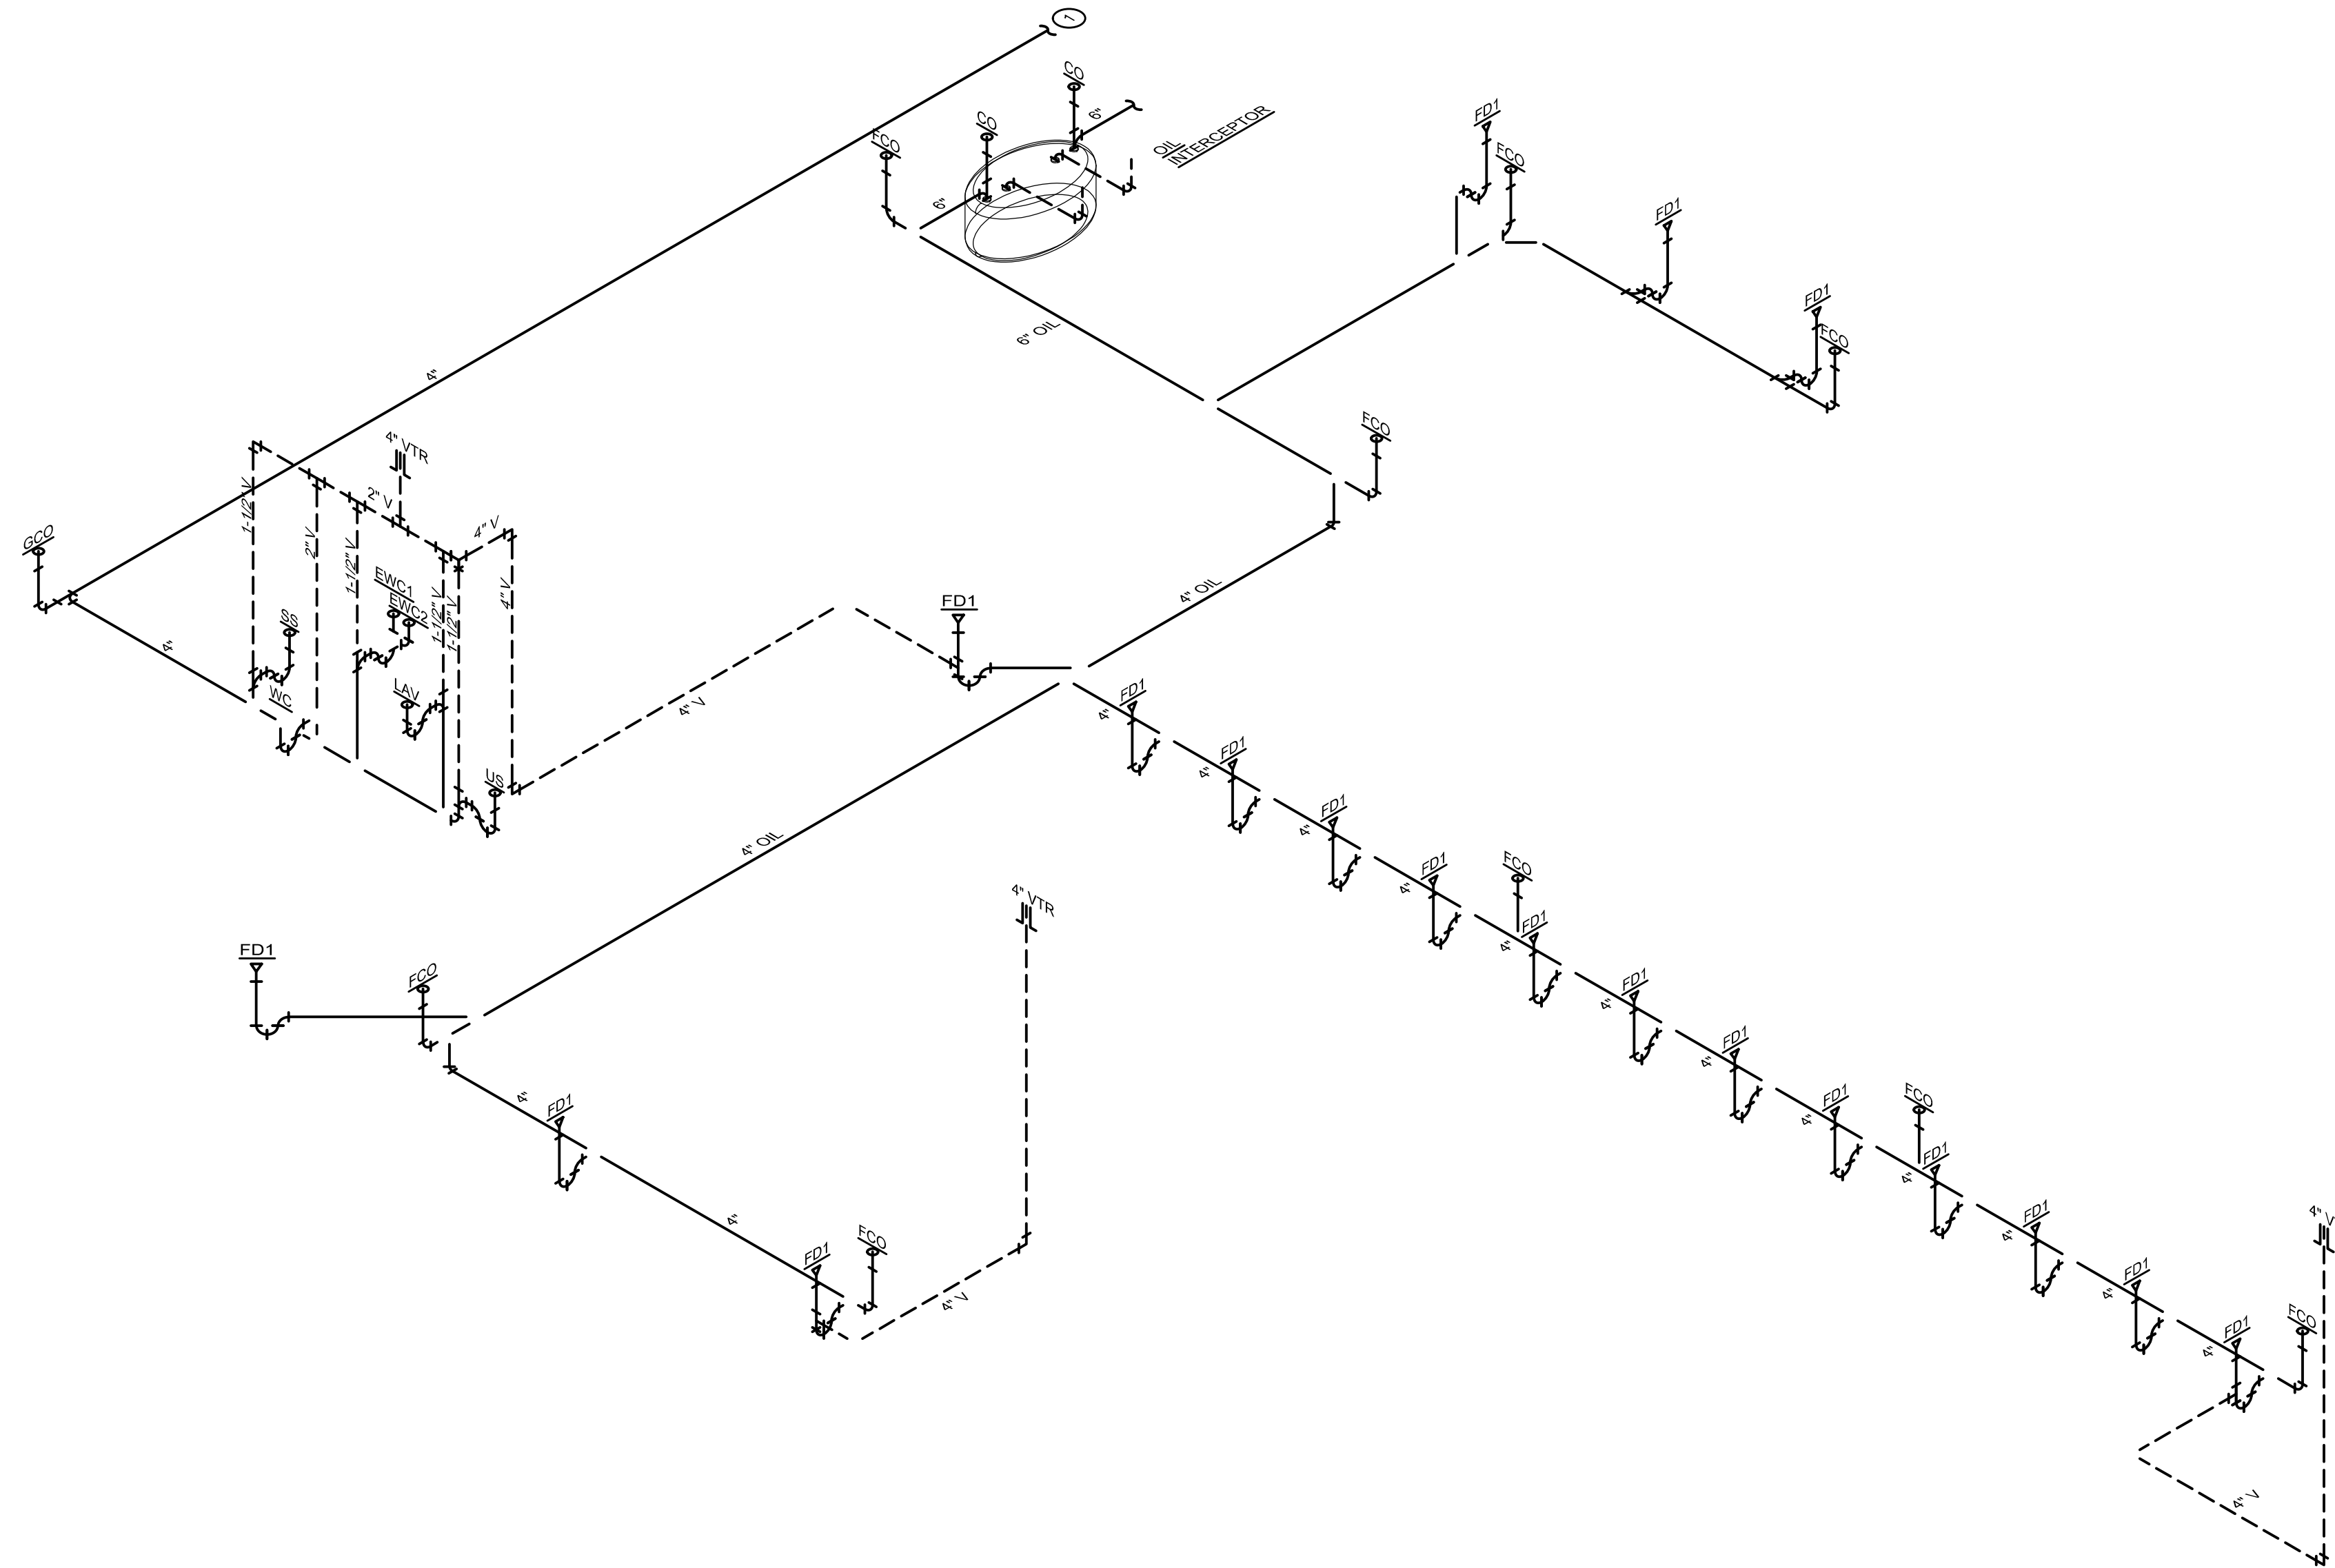 1
CO
6"
OIL
INTERCEPTOR
FD1
CO
FCO
FCO
6"
FD1
FD1
FCO
6" OIL
4"
FCO
4" VTR
2" V
1-1/2" V
4" V
GCO
2" V
1-1/2" V
EWC1
EWC2
4" V
1-1/2" V
1-1/2" V
4" OIL
FD1
SS
4"
WC
LAV
4" V
FD1
4"
FD1
4"
US
FD1
4"
4" OIL
FD1
4"
FCO
4" VTR
FD1
4"
FD1
FCO
FD1
4"
FD1
4"
4"
FD1
FD1
4"
FCO
FD1
4"
4"
FD1
4"
4" V
FCO
FD1
4" V
FD1
4"
FCO
FD1
4"
4" V